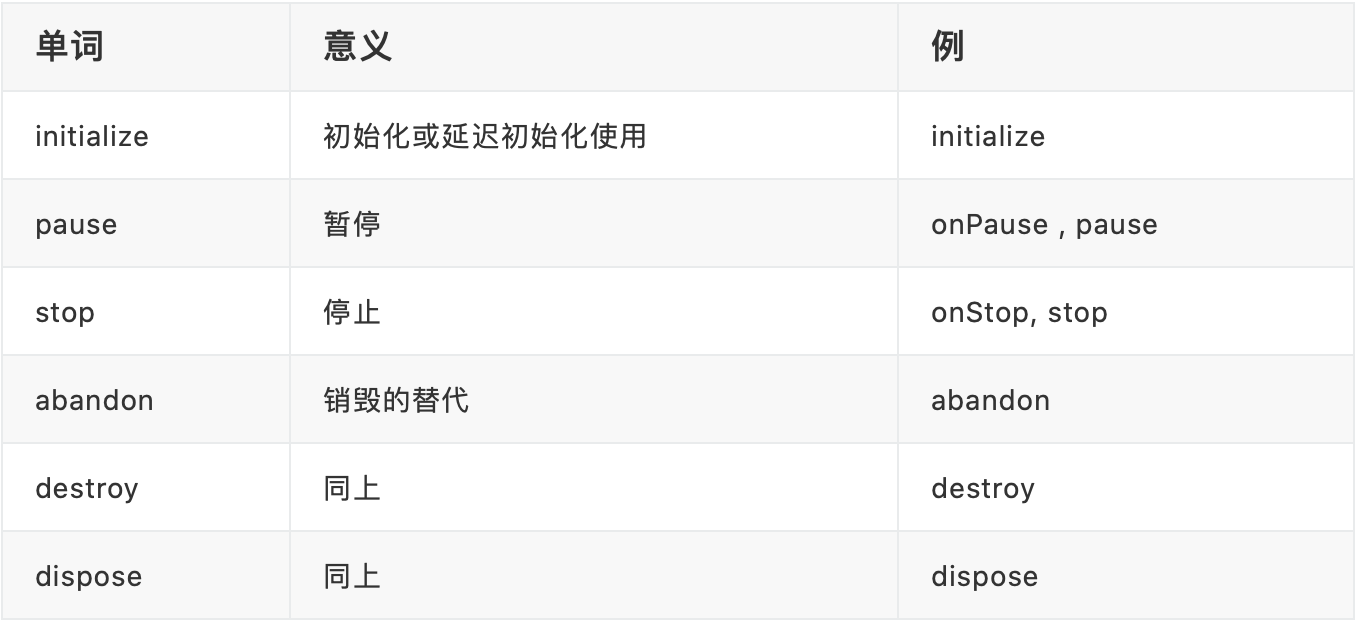 单词 意义 例
initialize 初始化或延迟初始化使用 initialize
pause 暂停 onPause , pause
stop 停止 onStop, stop
abandon 销毁的替代 abandon
destroy 同上 destroy
dispose 同上 dispose